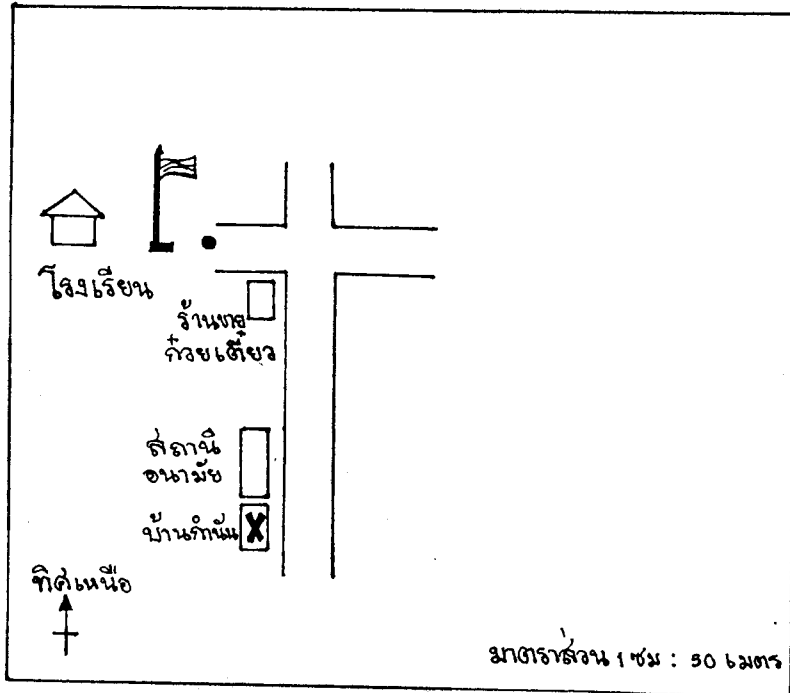 โรงเรียน
ร้านขาย
ก๋วยเตี๋ยว
สถานี
อนามัย
บ้านกำนัน
X
ทิศเหนือ
มาตราส่วน 1 ซม : 50 เมตร